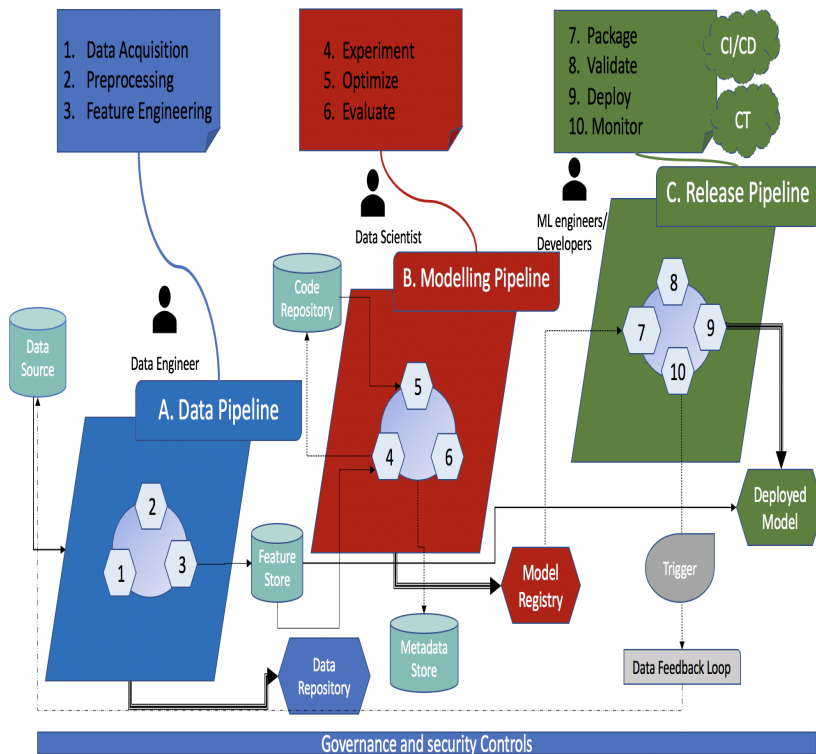 1. Data Acquisition
2. Preprocessing
3. Feature Engineering
4. Experiment
5. Optimize
6. Evaluate
7. Package
8. Validate
9. Deploy
10. Monitor
CI/CD
CT
Data Engineer
Data Scientist
ML engineers/
Developers
A. Data Pipeline
B. Modelling Pipeline
C. Release Pipeline
Data
Source
Code
Repository
1
2
3
4
5
6
7
8
9
10
Feature
Store
Data
Repository
Metadata
Store
Model
Registry
Deployed
Model
Trigger
Data Feedback Loop
Governance and security Controls